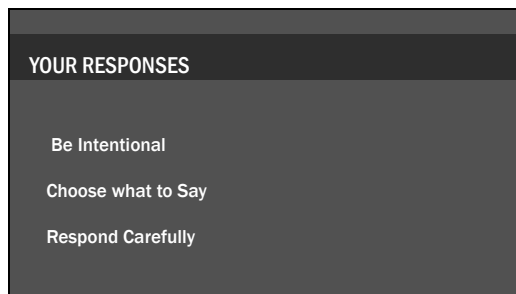 YOUR RESPONSES
Be Intentional
Choose what to Say
Respond Carefully